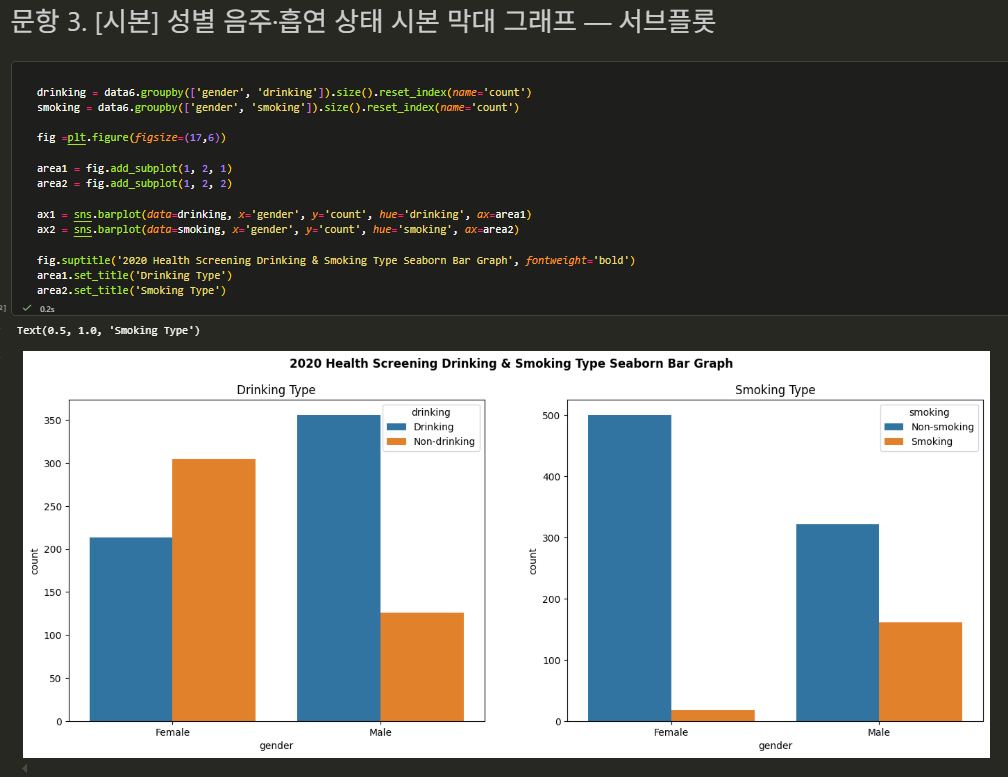 문항 3. [시본] 성별 음주·흡연 상태 시본 막대 그래프 — 서브플롯
drinking = data6.groupby(['gender', 'drinking']).size().reset_index(name='count')
smoking = data6.groupby(['gender', 'smoking']).size().reset_index(name='count')
fig =plt.figure(figsize=(17,6))
area1 = fig.add_subplot(1, 2, 1)
area2 = fig.add_subplot(1, 2, 2)
ax1 = sns.barplot(data=drinking, x='gender', y='count', hue='drinking', ax=area1)
ax2 = sns.barplot(data=smoking, x='gender', y='count', hue='smoking', ax=area2)
fig.suptitle('2020 Health Screening Drinking & Smoking Type Seaborn Bar Graph', fontweight='bold')
area1.set_title('Drinking Type')
area2.set_title('Smoking Type')
0.2s
Text(0.5, 1.0, 'Smoking Type')
2020 Health Screening Drinking & Smoking Type Seaborn Bar Graph
Drinking Type
drinking
Drinking
Non-drinking
350
300
250
200
150
100
50
0
count
Female
Male
gender
Smoking Type
smoking
Non-smoking
Smoking
500
400
300
200
100
0
count
Female
Male
gender